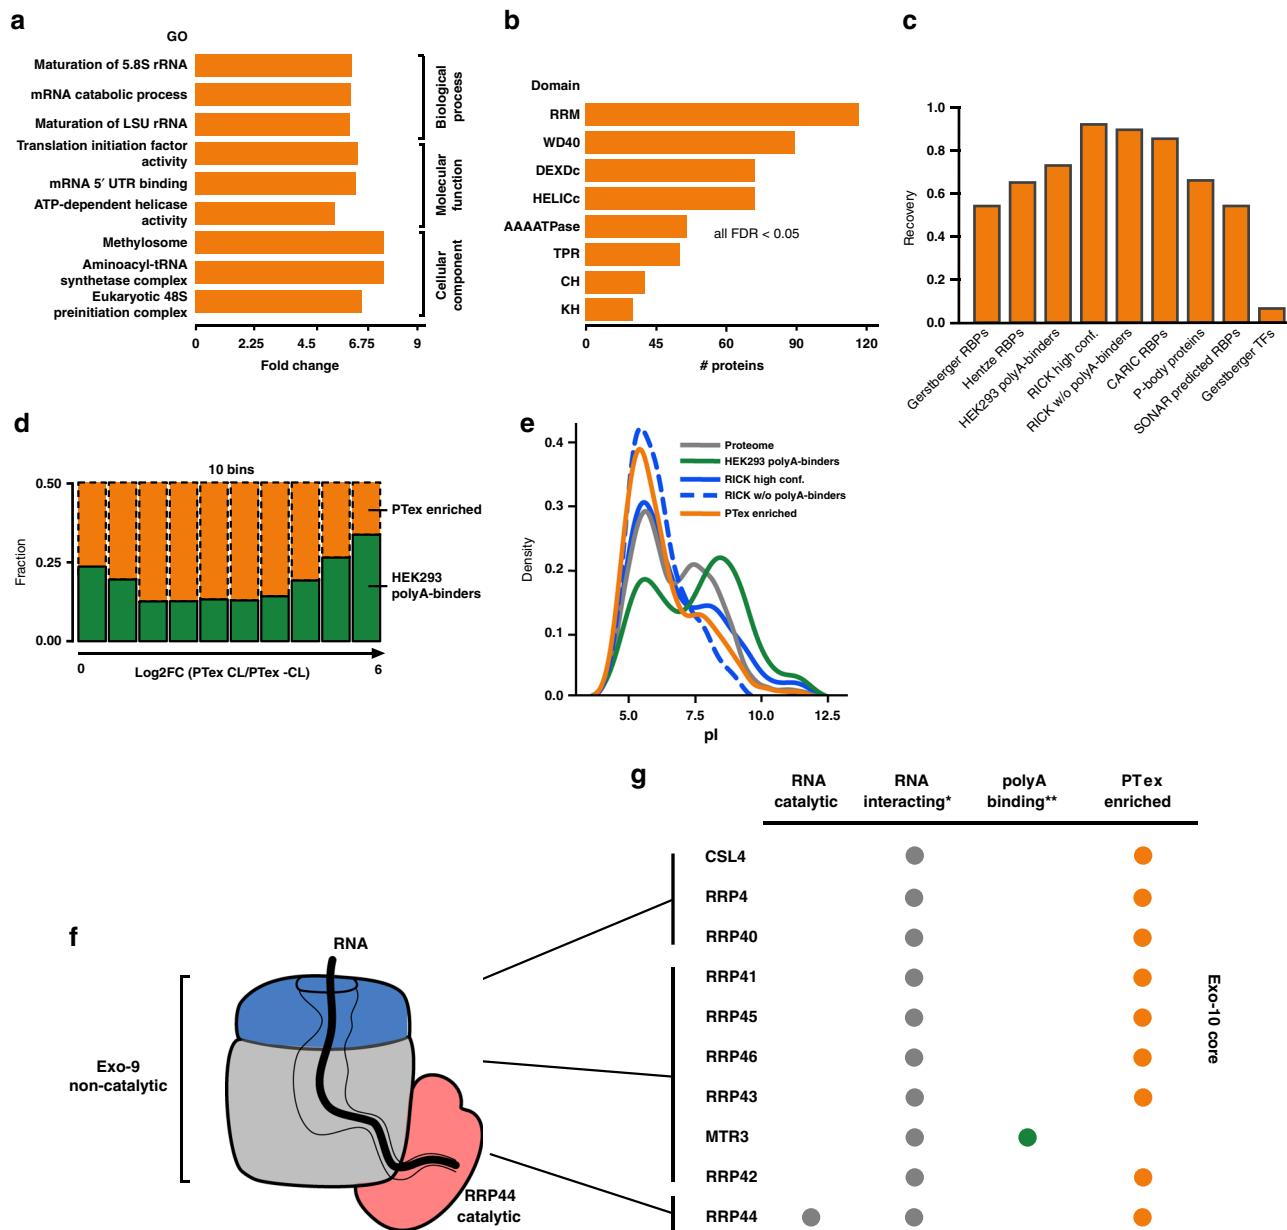 a
GO
Maturation of 5.8S rRNA
mRNA catabolic process
Maturation of LSU rRNA
Translation initiation factor
activity
mRNA 5′ UTR binding
ATP-dependent helicase
activity
Methylosome
Aminoacyl-tRNA
synthetase complex
Eukaryotic 48S
preinitiation complex
Biological
process
Molecular
function
Cellular
component
0 2.25 4.5 6.75 9
Fold change
b
Domain
RRM
WD40
DEXDc
HELICc
AAAATPase
TPR
CH
KH
all FDR < 0.05
0 45 60 90 120
# proteins
c
Recovery
1.0
0.8
0.6
0.4
0.2
0.0
Gerstberger RBPs
Hentze RBPs
HEK293 polyA-binders
RICK high conf.
RICK w/o polyA-binders
CARIC RBPs
P-body proteins
SONAR predicted RBPs
Gerstberger TFs
d
10 bins
Fraction
0.50
0.25
0.00
PTex enriched
HEK293
polyA-binders
0 6
Log2FC (PTex CL/PTex -CL)
e
Density
0.4
0.3
0.2
0.1
0.0
Proteome
HEK293 polyA-binders
RICK high conf.
RICK w/o polyA-binders
PTex enriched
5.0 7.5 10.0 12.5
pI
f
RNA
Exo-9
non-catalytic
RRP44
catalytic
g
RNA
catalytic
RNA
interacting*
polyA
binding**
PTex
enriched
CSL4
RRP4
RRP40
RRP41
RRP45
RRP46
RRP43
MTR3
RRP42
RRP44
Exo-10 core